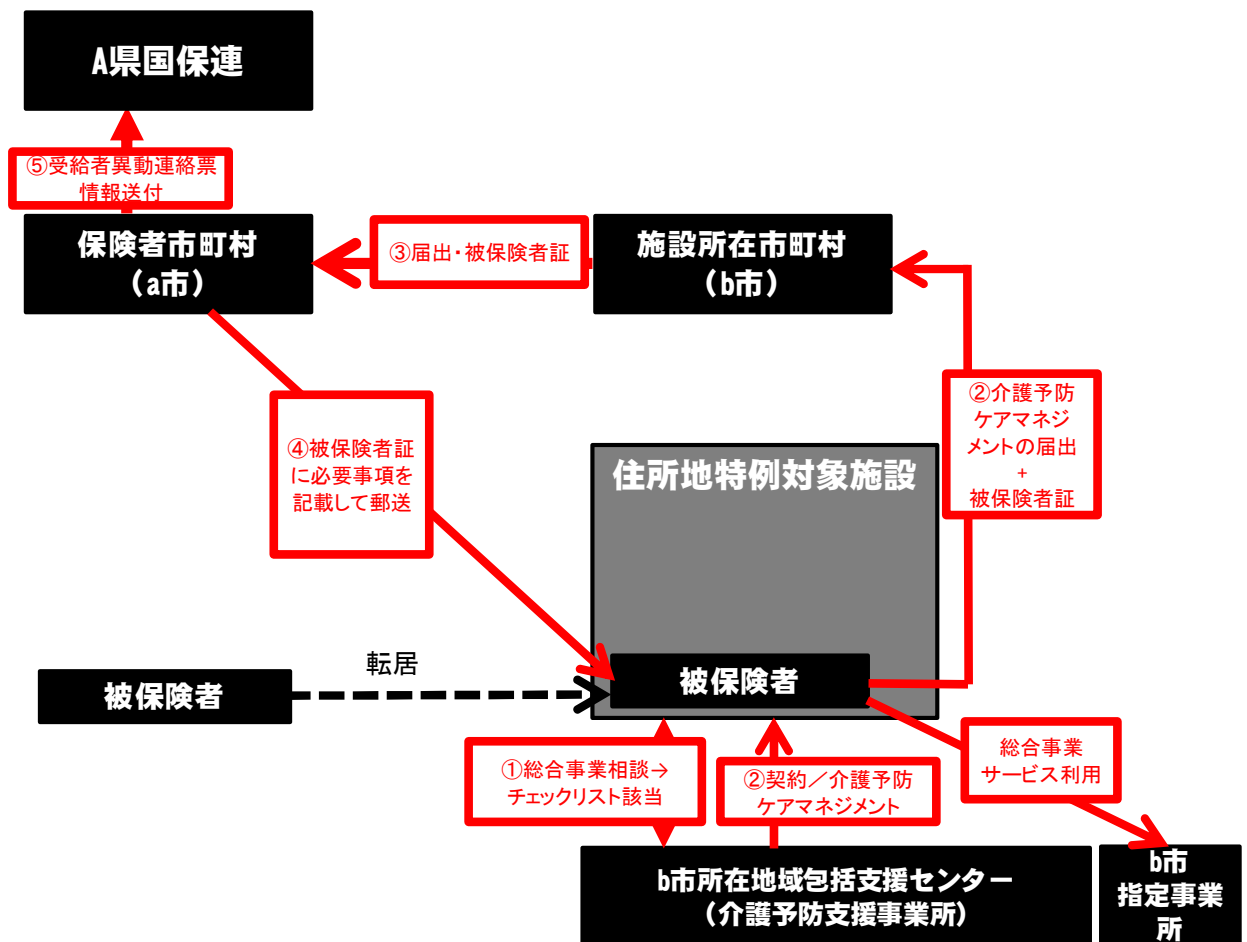 A県国保連
⑤受給者異動連絡票
情報送付
保険者市町村
（a市）
③届出・被保険者証
施設所在市町村
（b市）
②介護予防
ケアマネジ
メントの届出
+
被保険者証
④被保険者証
に必要事項を
記載して郵送
住所地特例対象施設
転居
被保険者
被保険者
①総合事業相談→
チェックリスト該当
②契約／介護予防
ケアマネジメント
総合事業
サービス利用
b市所在地域包括支援センター
（介護予防支援事業所）
b市
指定事業
所